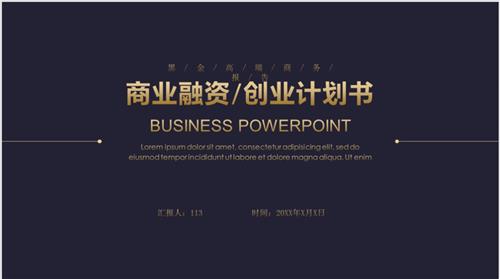 黑／金／高／端／商／务／
报／告
商业融资/创业计划书
BUSINESS POWERPOINT
Lorem ipsum dolor sit amet, consectetur adipisicing elit, sed do
eiusmod tempor incididunt ut labore et dolore magna aliqua. Ut enim
汇报人：113 时间：20XX年X月X日